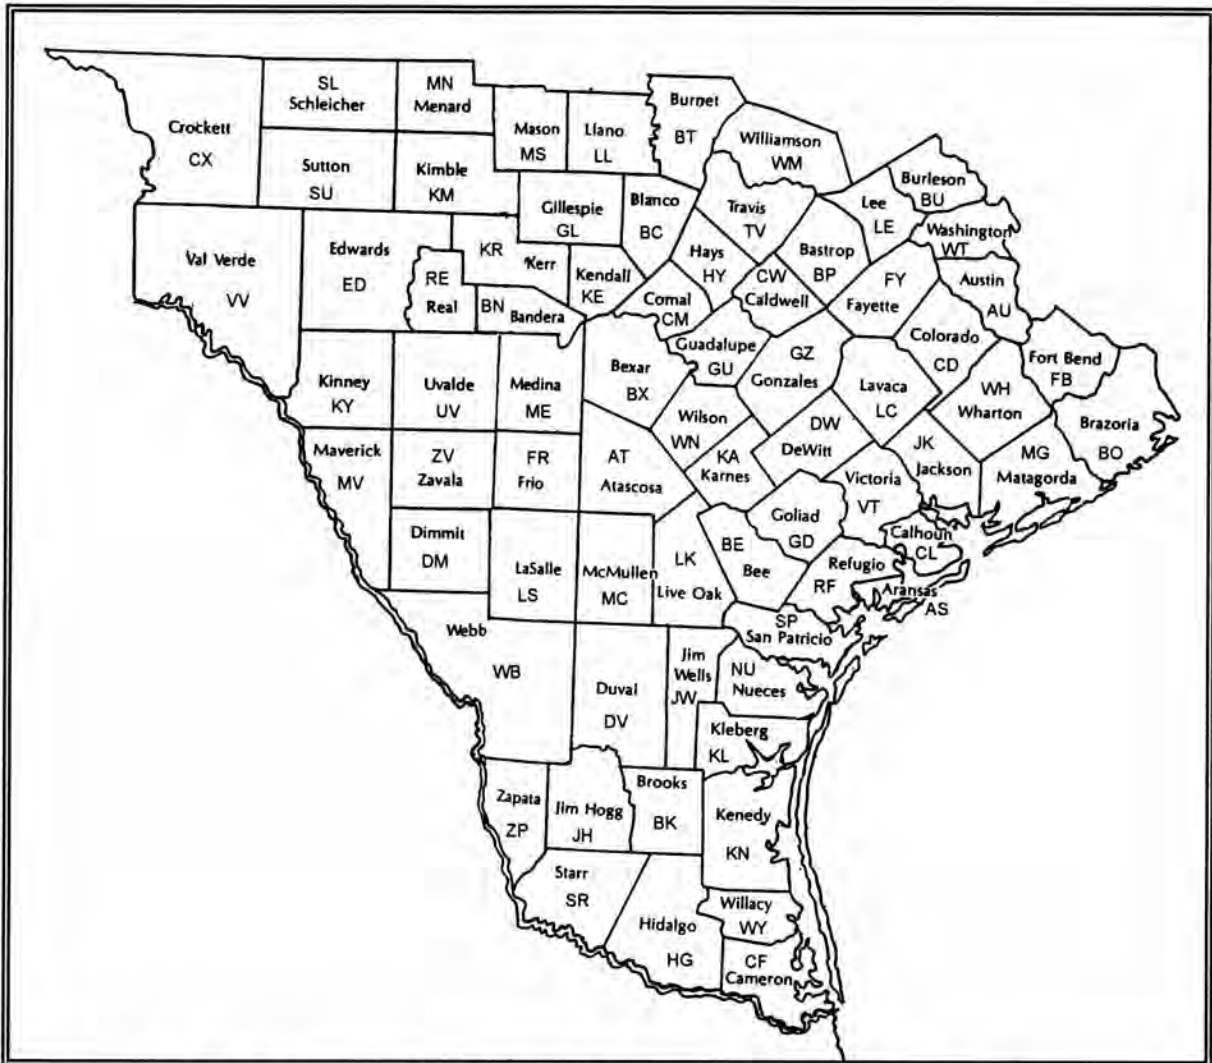 SL
Schleicher
MN
Menard
Crockett
CX
Sutton
SU
Kimble
KM
Mason
MS
Llano
LL
Burnet
BT
Williamson
WM
Burleson
BU
Lee
LE
Washington
WT
Gillespie
GL
Blanco
BC
Travis
TV
Bastrop
BP
Hays
HY
Val Verde
VV
Edwards
ED
RE
Real
KR
Kerr
BN
Bandera
Kendall
KE
Comal
CM
CW
Caldwell
FY
Fayette
Austin
AU
Colorado
CD
Fort Bend
FB
Guadalupe
GU
GZ
Gonzales
Kinney
KY
Uvalde
UV
Medina
ME
Bexar
BX
Lavaca
LC
WH
Wharton
Brazoria
BO
Wilson
WN
DW
DeWitt
Maverick
MV
ZV
Zavala
FR
Frio
AT
Atascosa
KA
Karnes
Victoria
VT
JK
Jackson
MG
Matagorda
Goliad
GD
Calhoun
CL
Dimmit
DM
LaSalle
LS
McMullen
MC
LK
Live Oak
BE
Bee
Refugio
RF
Aransas
AS
SP
San Patricio
Webb
WB
Duval
DV
Jim
Wells
JW
NU
Nueces
Kleberg
KL
Zapata
ZP
Jim Hogg
JH
Brooks
BK
Kenedy
KN
Starr
SR
Hidalgo
HG
Willacy
WY
CF
Cameron